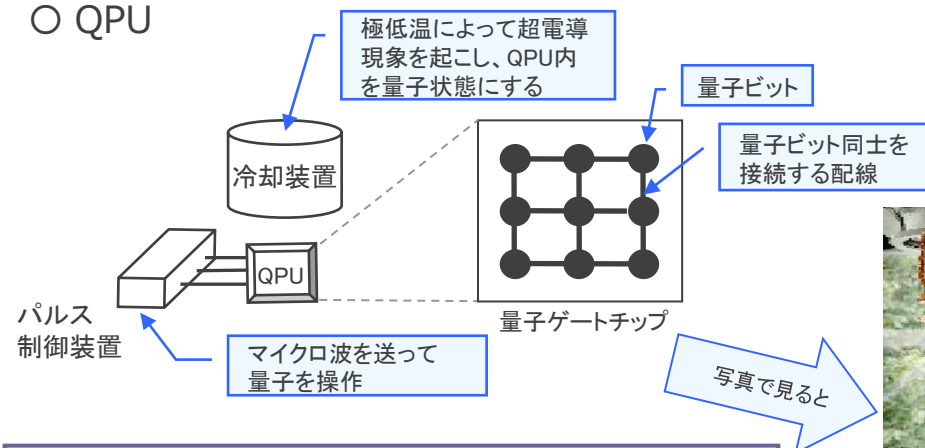 ○ QPU
極低温によって超電導
現象を起こし、QPU内
を量子状態にする
量子ビット
量子ビット同士を
接続する配線
冷却装置
QPU
パルス
制御装置
量子ゲートチップ
マイクロ波を送って
量子を操作
写真で見ると